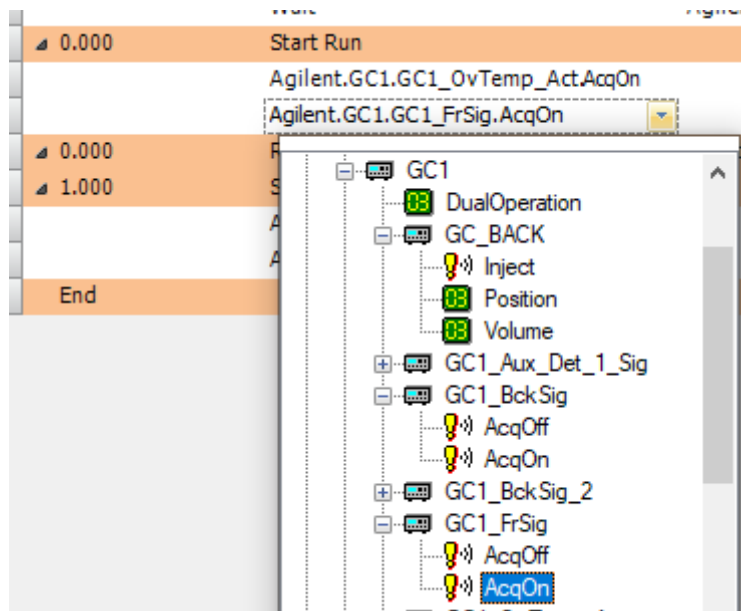 Wait
0.000 Start Run
Agilent.GC1.GC1_OvTemp_Act.AcqOn
Agilent.GC1.GC1_FrSig.AcqOn
0.000
1.000
End
GC1
DualOperation
GC_BACK
Inject
Position
Volume
GC1_Aux_Det_1_Sig
GC1_BckSig
AcqOff
AcqOn
GC1_BckSig_2
GC1_FrSig
AcqOff
AcqOn